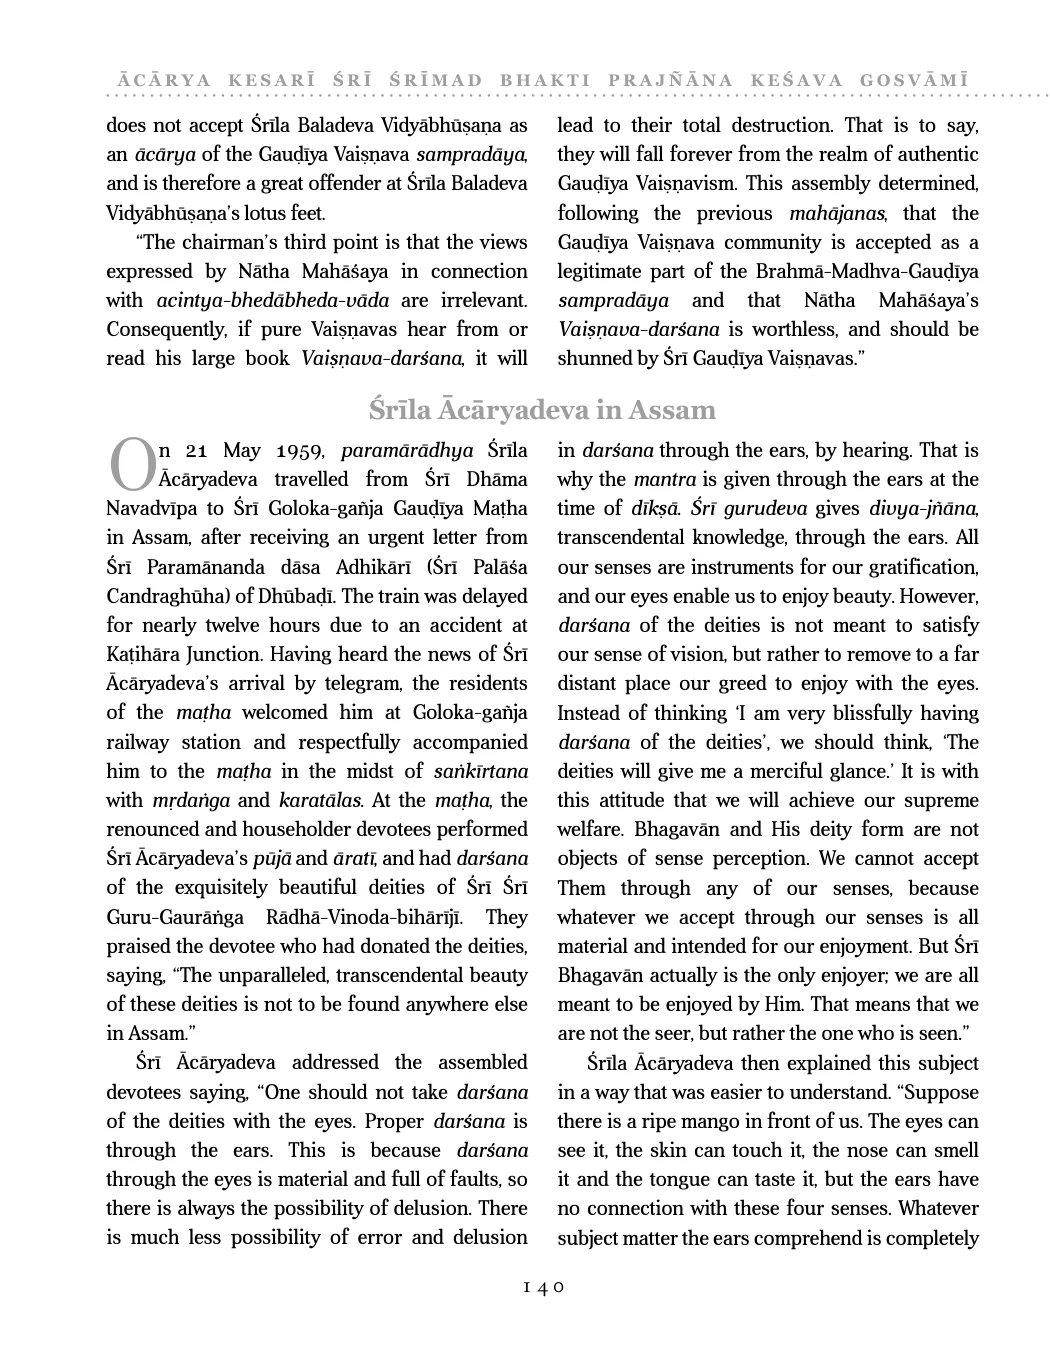 ĀCĀRYA KESARĪ ŚRĪ ŚRĪMAD BHAKTI PRAJÑĀNA KEŚAVA GOSVĀMĪ
does not accept Śrīla Baladeva Vidyābhūṣaṇa as
an ācārya of the Gauḍīya Vaiṣṇava sampradāya,
and is therefore a great offender at Śrīla Baladeva
Vidyābhūṣaṇa’s lotus feet.
“The chairman’s third point is that the views
expressed by Nātha Mahāśaya in connection
with acintya-bhedābheda-vāda are irrelevant.
Consequently, if pure Vaiṣṇavas hear from or
read his large book Vaiṣṇava-darśana, it will
lead to their total destruction. That is to say,
they will fall forever from the realm of authentic
Gauḍīya Vaiṣṇavism. This assembly determined,
following the previous mahājanas, that the
Gauḍīya Vaiṣṇava community is accepted as a
legitimate part of the Brahmā-Madhva-Gauḍīya
sampradāya and that Nātha Mahāśaya’s
Vaiṣṇava-darśana is worthless, and should be
shunned by Śrī Gauḍīya Vaiṣṇavas.”
Śrīla Ācāryadeva in Assam
On 21 May 1959, paramārādhya Śrīla
Ācāryadeva travelled from Śrī Dhāma
Navadvīpa to Śrī Goloka-gañja Gauḍīya Maṭha
in Assam, after receiving an urgent letter from
Śrī Paramānanda dāsa Adhikārī (Śrī Palāśa
Candraghūha) of Dhūbaḍī. The train was delayed
for nearly twelve hours due to an accident at
Kaṭihāra Junction. Having heard the news of Śrī
Ācāryadeva’s arrival by telegram, the residents
of the maṭha welcomed him at Goloka-gañja
railway station and respectfully accompanied
him to the maṭha in the midst of saṅkīrtana
with mṛdaṅga and karatālas. At the maṭha, the
renounced and householder devotees performed
Śrī Ācāryadeva’s pūjā and āratī, and had darśana
of the exquisitely beautiful deities of Śrī Śrī
Guru-Gaurāṅga Rādhā-Vinoda-bihārījī. They
praised the devotee who had donated the deities,
saying, “The unparalleled, transcendental beauty
of these deities is not to be found anywhere else
in Assam.”
Śrī Ācāryadeva addressed the assembled
devotees saying, “One should not take darśana
of the deities with the eyes. Proper darśana is
through the ears. This is because darśana
through the eyes is material and full of faults, so
there is always the possibility of delusion. There
is much less possibility of error and delusion
in darśana through the ears, by hearing. That is
why the mantra is given through the ears at the
time of dīkṣā. Śrī gurudeva gives divya-jñāna,
transcendental knowledge, through the ears. All
our senses are instruments for our gratification,
and our eyes enable us to enjoy beauty. However,
darśana of the deities is not meant to satisfy
our sense of vision, but rather to remove to a far
distant place our greed to enjoy with the eyes.
Instead of thinking ‘I am very blissfully having
darśana of the deities’, we should think, ‘The
deities will give me a merciful glance.’ It is with
this attitude that we will achieve our supreme
welfare. Bhagavān and His deity form are not
objects of sense perception. We cannot accept
Them through any of our senses, because
whatever we accept through our senses is all
material and intended for our enjoyment. But Śrī
Bhagavān actually is the only enjoyer; we are all
meant to be enjoyed by Him. That means that we
are not the seer, but rather the one who is seen.”
Śrīla Ācāryadeva then explained this subject
in a way that was easier to understand. “Suppose
there is a ripe mango in front of us. The eyes can
see it, the skin can touch it, the nose can smell
it and the tongue can taste it, but the ears have
no connection with these four senses. Whatever
subject matter the ears comprehend is completely
140